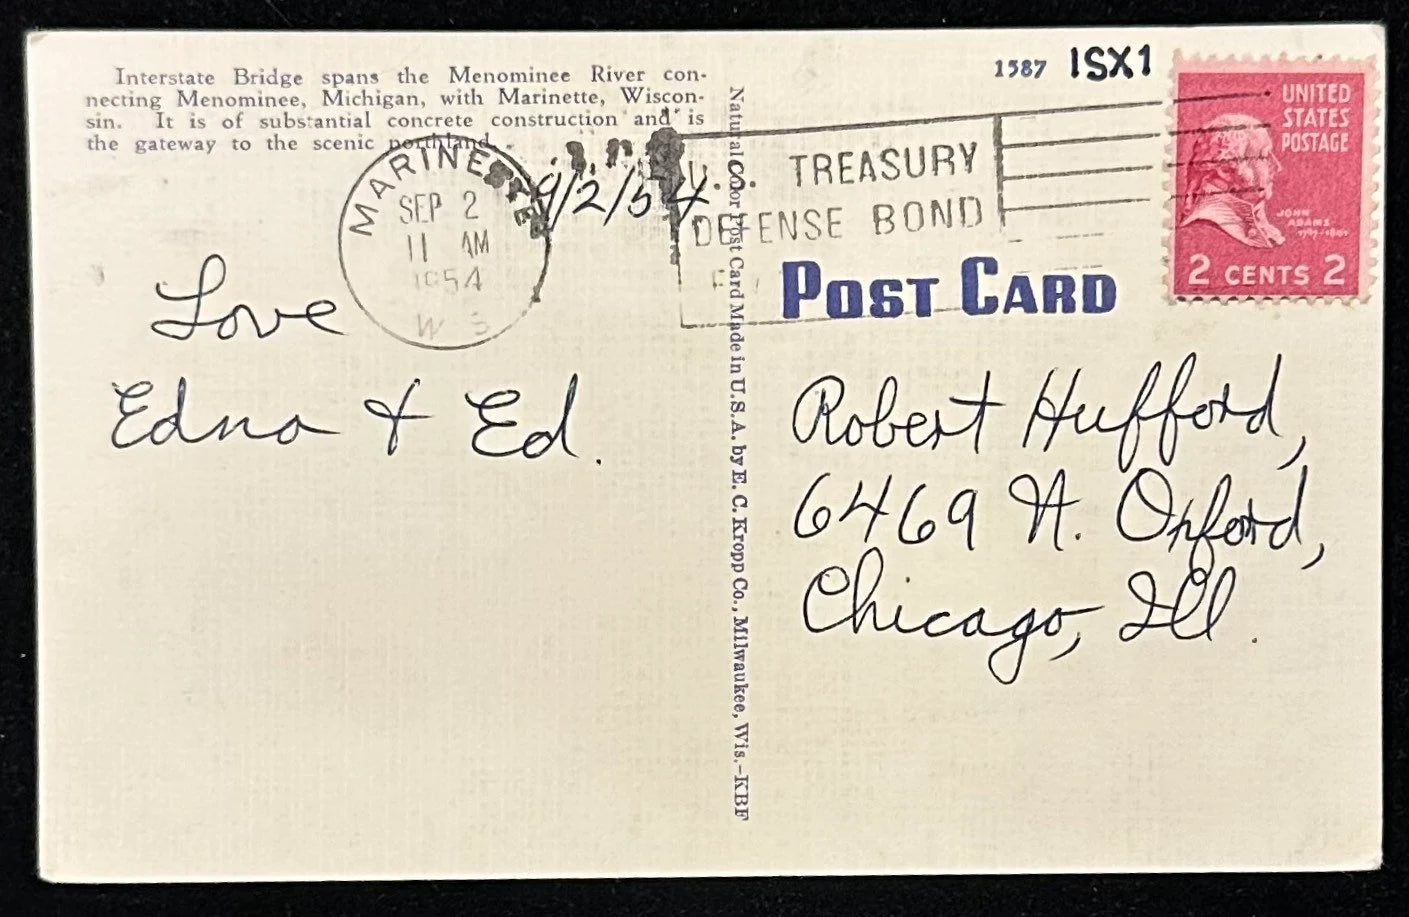 Interstate Bridge spans the Menominee River con-
necting Menominee, Michigan, with Marinette, Wiscon-
sin. It is of substantial concrete construction and is
the gateway to the scenic northland.
1587 ISX1
UNITED
STATES
POSTAGE
JOHN
ADAMS
2 CENTS 2
MARINETTE
SEP 2
11 AM
1954
9/2/54
TREASURY
DEFENSE BOND
POST CARD
Natural Color Post Card Made in U.S.A. by E. C. Kropp Co., Milwaukee, Wis.-KBF
Love
Edna & Ed.
Robert Hufford,
6469 N. Oxford,
Chicago, Ill.